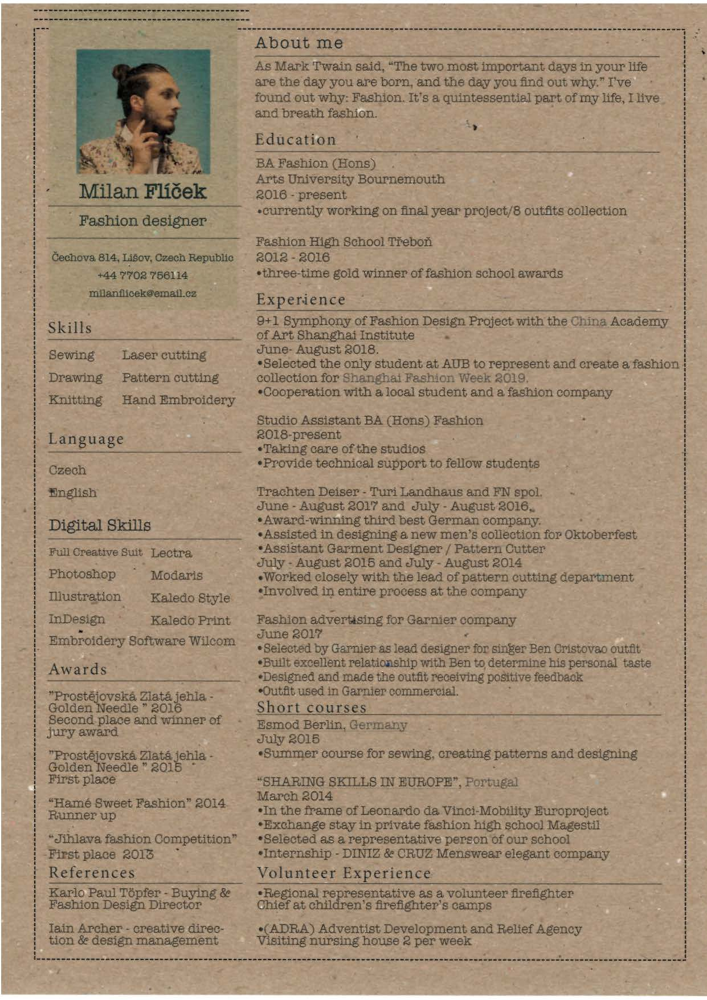 Milan Flíček
Fashion designer
Čechova 814, Lišov, Czech Republic
+44 7702 756114
milanflicek@email.cz
Skills
Sewing Laser cutting
Drawing Pattern cutting
Knitting Hand Embroidery
Language
Czech
English
Digital Skills
Full Creative Suit Lectra
Photoshop Modaris
Illustration Kaledo Style
InDesign Kaledo Print
Embroidery Software Wilcom
Awards
"Prostějovská Zlatá jehla -
Golden Needle " 2016
Second place and winner of
jury award
"Prostějovská Zlatá jehla -
Golden Needle " 2015
First place
“Hamé Sweet Fashion” 2014
Runner up
“Jihlava fashion Competition”
First place 2013
References
Karlo Paul Töpfer - Buying &
Fashion Design Director
Iain Archer - creative direc-
tion & design management
About me
As Mark Twain said, “The two most important days in your life
are the day you are born, and the day you find out why.” I’ve
found out why: Fashion. It’s a quintessential part of my life, I live
and breath fashion.
Education
BA Fashion (Hons)
Arts University Bournemouth
2016 - present
•currently working on final year project/8 outfits collection
Fashion High School Třeboň
2012 - 2016
•three-time gold winner of fashion school awards
Experience
9+1 Symphony of Fashion Design Project with the China Academy
of Art Shanghai Institute
June- August 2018.
•Selected the only student at AUB to represent and create a fashion
collection for Shanghai Fashion Week 2019.
•Cooperation with a local student and a fashion company
Studio Assistant BA (Hons) Fashion
2018-present
•Taking care of the studios
•Provide technical support to fellow students
Trachten Deiser - Turi Landhaus and FN spol.
June - August 2017 and July - August 2016.
•Award-winning third best German company.
•Assisted in designing a new men’s collection for Oktoberfest
•Assistant Garment Designer / Pattern Cutter
July - August 2015 and July - August 2014
•Worked closely with the lead of pattern cutting department
•Involved in entire process at the company
Fashion advertising for Garnier company
June 2017
•Selected by Garnier as lead designer for singer Ben Cristovao outfit
•Built excellent relationship with Ben to determine his personal taste
•Designed and made the outfit receiving positive feedback
•Outfit used in Garnier commercial.
Short courses
Esmod Berlin, Germany
July 2015
•Summer course for sewing, creating patterns and designing
“SHARING SKILLS IN EUROPE”, Portugal
March 2014
•In the frame of Leonardo da Vinci-Mobility Europroject
•Exchange stay in private fashion high school Magestil
•Selected as a representative person of our school
•Internship - DINIZ & CRUZ Menswear elegant company
Volunteer Experience
•Regional representative as a volunteer firefighter
Chief at children’s firefighter’s camps
•(ADRA) Adventist Development and Relief Agency
Visiting nursing house 2 per week